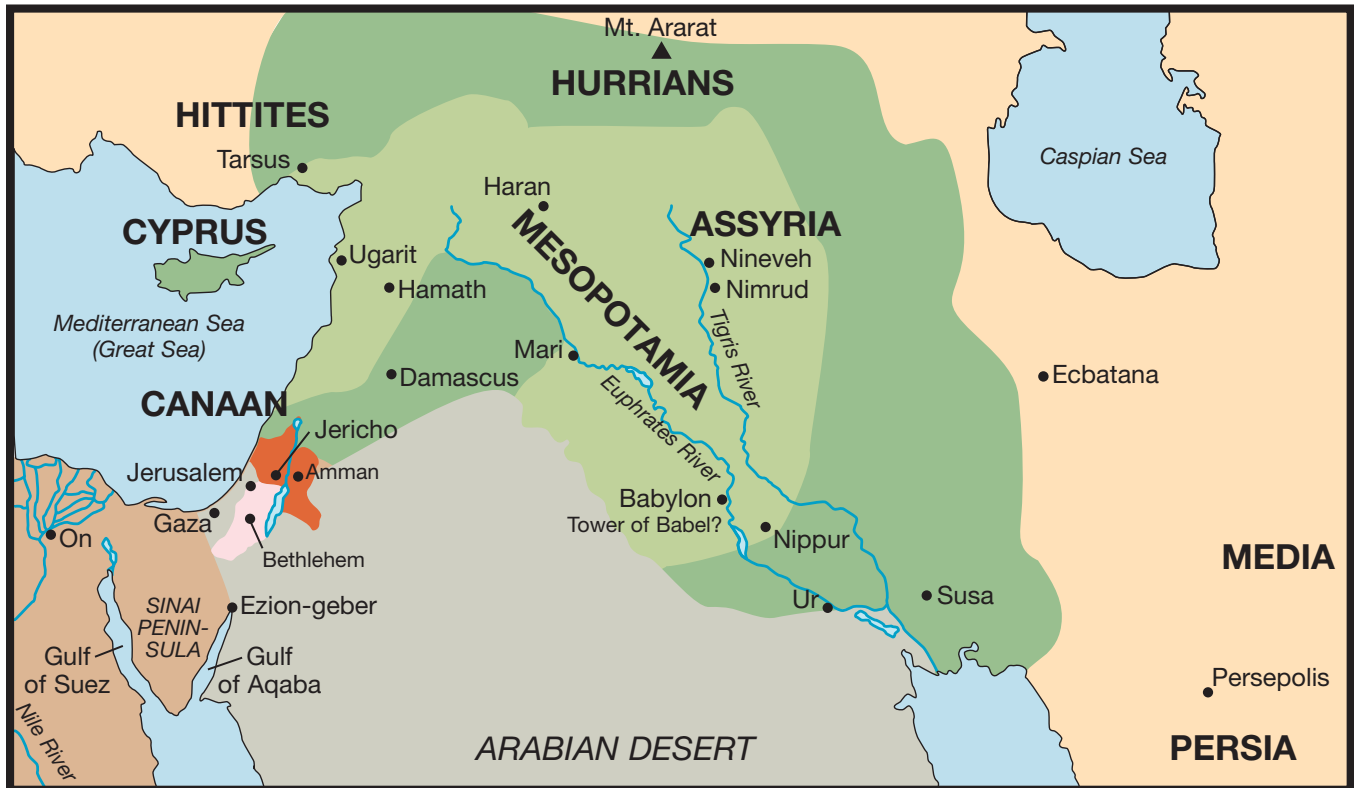 Mt. Ararat
HURRIANS
HITTITES
Tarsus
Caspian Sea
Haran
CYPRUS
MESOPOTAMIA
ASSYRIA
Ugarit
Nineveh
Hamath
Nimrud
Mediterranean Sea
(Great Sea)
Tigris River
Mari
Damascus
Ecbatana
CANAAN
Euphrates River
Jericho
Jerusalem
Amman
Babylon
Tower of Babel?
Gaza
On
Nippur
Bethlehem
MEDIA
Ezion-geber
SINAI
PENIN-
SULA
Ur
Susa
Gulf
of Suez
Gulf
of Aqaba
Persepolis
Nile River
ARABIAN DESERT
PERSIA